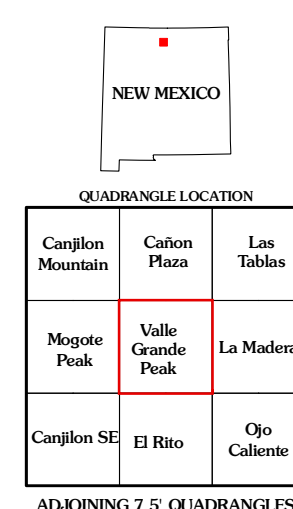 NEW MEXICO
QUADRANGLE LOCATION
Canjilon
Mountain
Cañon
Plaza
Las
Tablas
Mogote
Peak
Valle
Grande
Peak
La Madera
Canjilon SE
El Rito
Ojo
Caliente
ADJOINING 7.5' QUADRANGLES